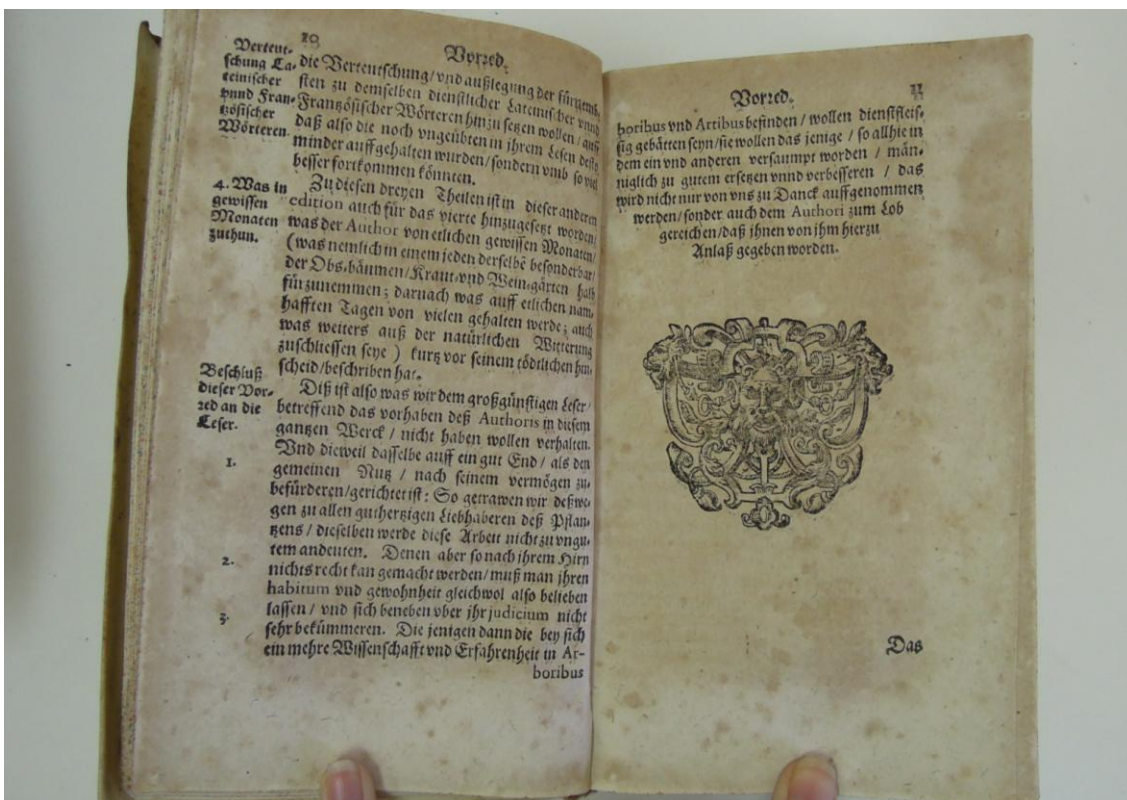 10
Vorred.
Vertent-
schung La-
teinischer
vnnd Fran-
tzösischer
Wörteren.
die Vertentschung/vnd außlegung der fürnemb-
sten zu demselben dienstlicher Lateinischer vnnd
Frantzösischer Wörteren hinzu setzen wollen / auff
daß also die noch vngeübten in ihrem Lesen desto
minder auffgehalten wurden/sondern vmb so viel
besser fortkommen könnten.
4. Was in
gewissen
Monaten
zuthun.
Zu diesen dreyen Theilen ist in dieser anderen
edition auch für das vierte hinzugesetzt worden/
was der Author von etlichen gewissen Monaten/
(was nemlich in einem jeden derselbẽ besonderbar/
der Obs-bäumen/Kraut-vnd Wein-gärten halb
fürzunemmen; darnach was auff etlichen nam-
hafften Tagen von vielen gehalten werde; auch
was weiters auß der natürlichen Witterung
zuschliessen seye ) kurtz vor seinem tödtlichen hin-
scheid/beschriben hat.
Beschluß
dieser Vor-
red an die
Leser.
Diß ist also was wir dem großgünstigen Leser/
betreffend das vorhaben deß Authoris in diesem
gantzen Werck / nicht haben wollen verhalten.
1.
Vnd dieweil dasselbe auff ein gut End / als den
gemeinen Nutz / nach seinem vermögen zu-
befürderen/gerichtet ist: So getrawen wir deßwe-
gen zu allen guthertzigen Liebhaberen deß Pflan-
tzens / dieselben werde diese Arbeit nicht zu vngu-
2.
tem andeuten. Denen aber so nach jhrem Hirn
nichts recht kan gemacht werden/muß man jhren
habitum vnd gewohnheit gleichwol also belieben
3.
lassen / vnd sich beneben vber jhr judicium nicht
sehr bekümmeren. Die jenigen dann die bey sich
ein mehre Wissenschafft vnd Erfahrenheit in Ar-
boribus
Vorred.
11
boribus vnd Artibus befinden / wollen dienstfleis-
sig gebätten seyn/sie wollen das jenige / so allhie in
dem ein vnd anderen versaumpt worden / män-
niglich zu gutem ersetzen vnnd verbesseren / das
wird nicht nur von vns zu Danck auffgenommen
werden/sonder auch dem Authori zum Lob
gereichen/daß jhnen von jhm hierzu
Anlaß gegeben worden.
Das